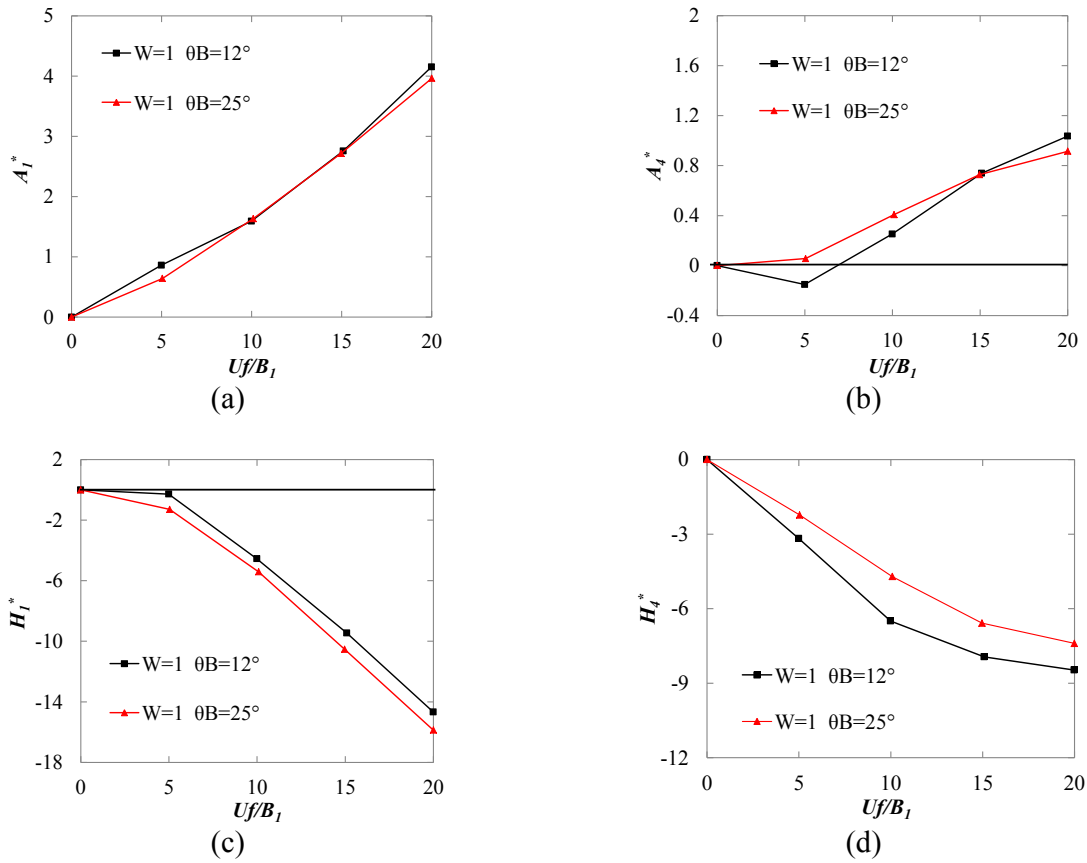 5
4
3
2
1
0
A1*
W=1 θB=12°
W=1 θB=25°
0 5 10 15 20
Uf/B1
(a)
2
1.6
1.2
0.8
0.4
0
-0.4
A4*
W=1 θB=12°
W=1 θB=25°
0 5 10 15 20
Uf/B1
(b)
2
-2
-6
-10
-14
-18
H1*
W=1 θB=12°
W=1 θB=25°
0 5 10 15 20
Uf/B1
(c)
0
-3
-6
-9
-12
H4*
W=1 θB=12°
W=1 θB=25°
0 5 10 15 20
Uf/B1
(d)